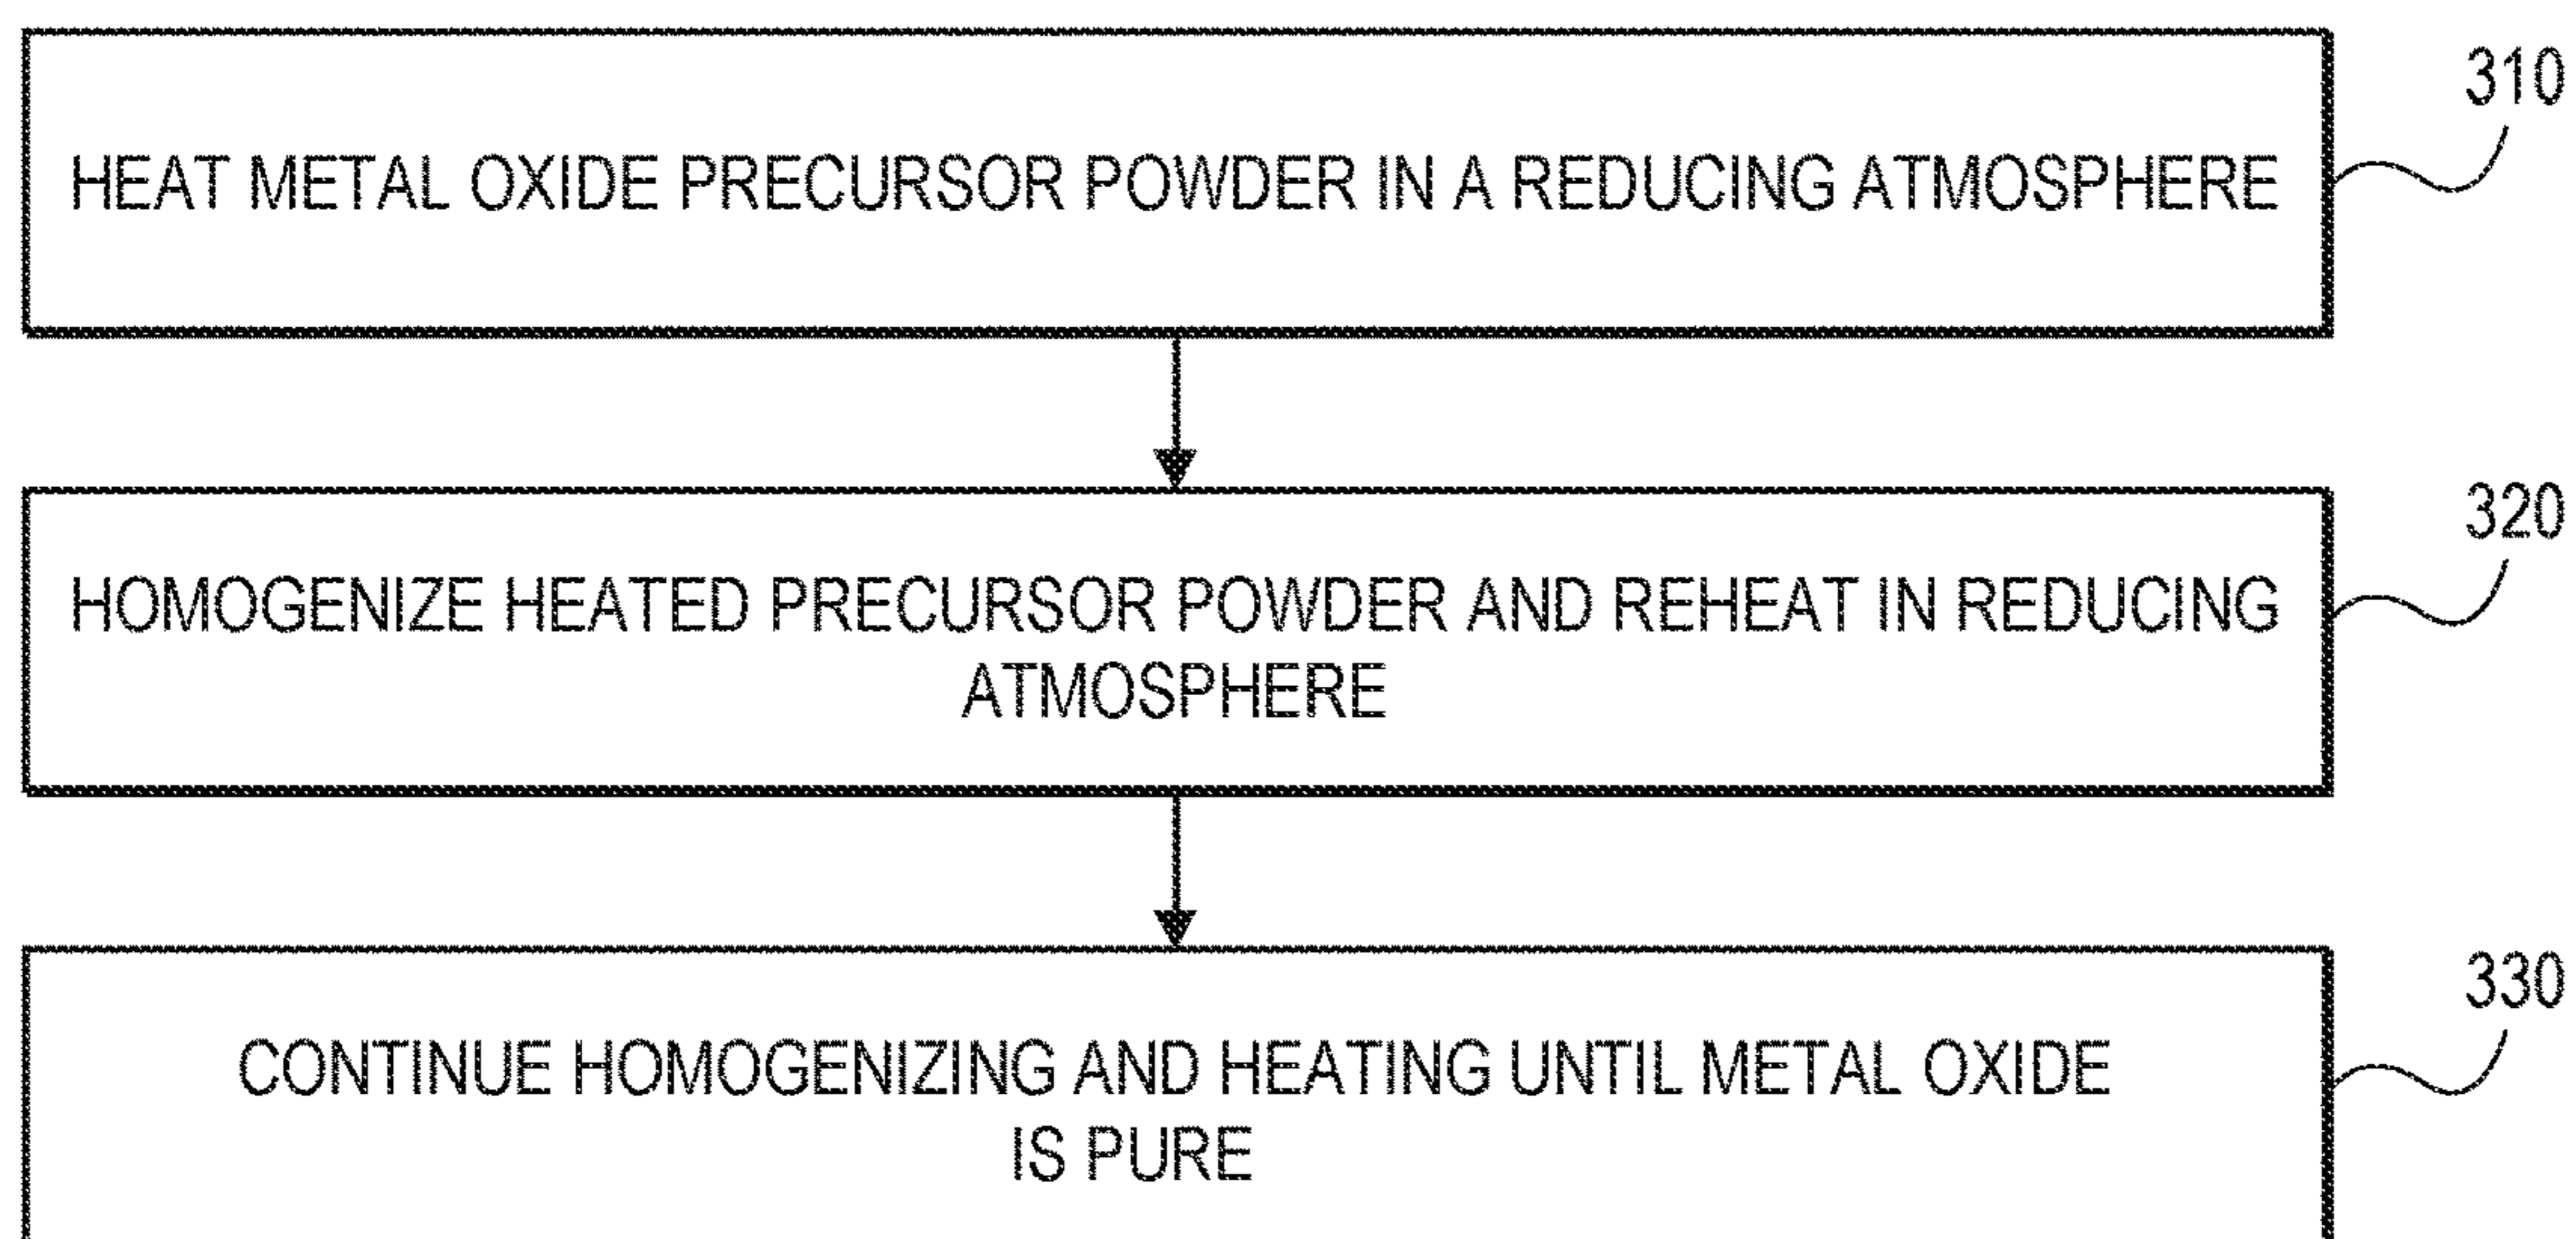 310
HEAT METAL OXIDE PRECURSOR POWDER IN A REDUCING ATMOSPHERE
320
HOMOGENIZE HEATED PRECURSOR POWDER AND REHEAT IN REDUCING
ATMOSPHERE
330
CONTINUE HOMOGENIZING AND HEATING UNTIL METAL OXIDE
IS PURE